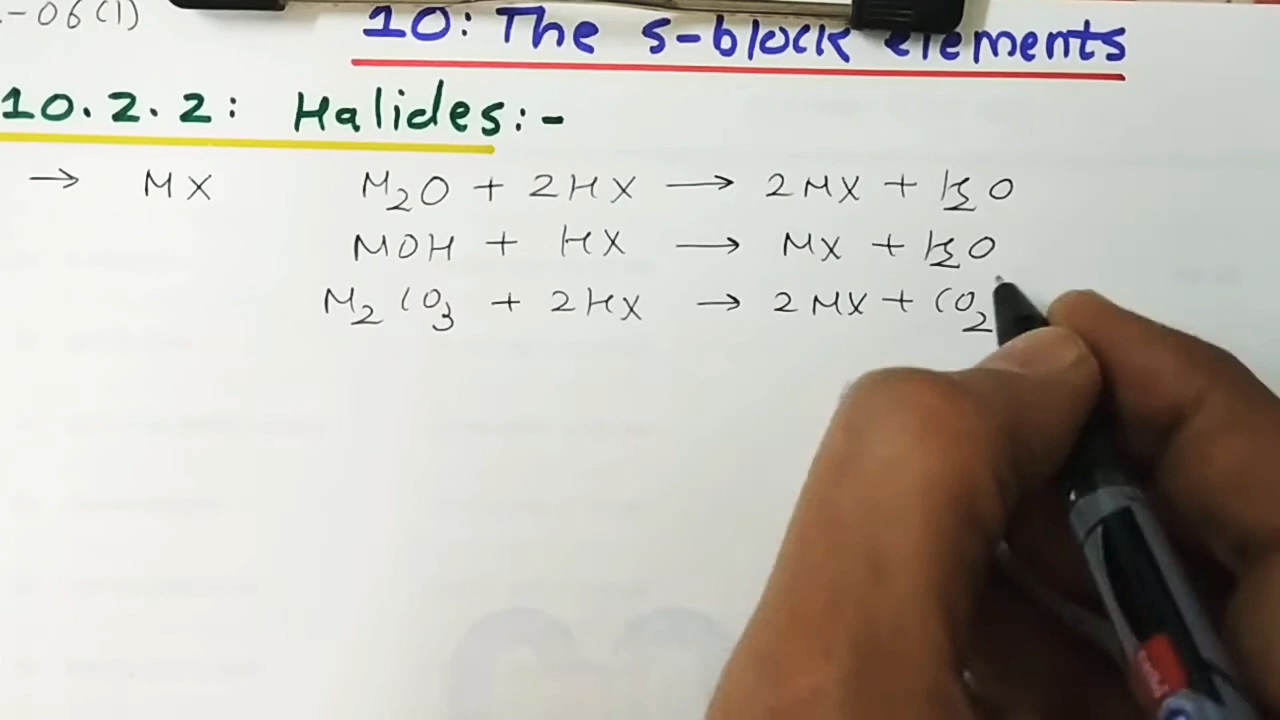 -06(1)
10: The s-block elements
10.2.2: Halides:-
→ MX M₂O + 2HX → 2MX + H₂O
MOH + HX → MX + H₂O
M₂CO₃ + 2HX → 2MX + CO₂